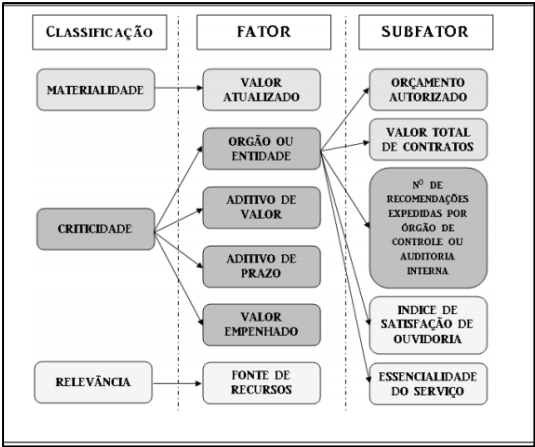 CLASSIFICAÇÃO
FATOR
SUBFATOR
MATERIALIDADE
VALOR
ATUALIZADO
ORÇAMENTO
AUTORIZADO
ORGÃO OU
ENTIDADE
VALOR TOTAL
DE CONTRATOS
CRITICIDADE
ADITIVO DE
VALOR
Nº DE
RECOMENDAÇÕES
EXPEDIDAS POR
ÓRGÃO DE
CONTROLE OU
AUDITORIA
INTERNA
ADITIVO DE
PRAZO
VALOR
EMPENHADO
INDICE DE
SATISFAÇÃO DE
OUVIDORIA
RELEVÂNCIA
FONTE DE
RECURSOS
ESSENCIALIDADE
DO SERVIÇO